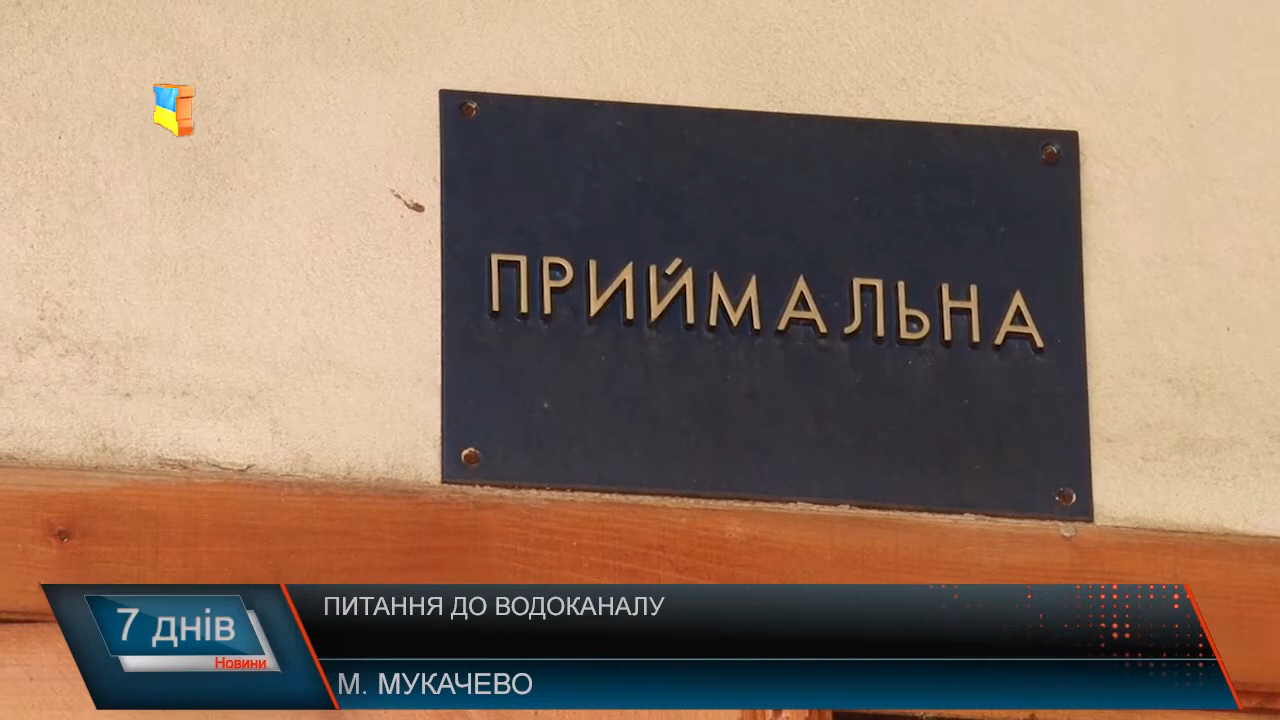 ПРИЙМАЛЬНА
ПИТАННЯ ДО ВОДОКАНАЛУ
7 днів
Новини
М. МУКАЧЕВО